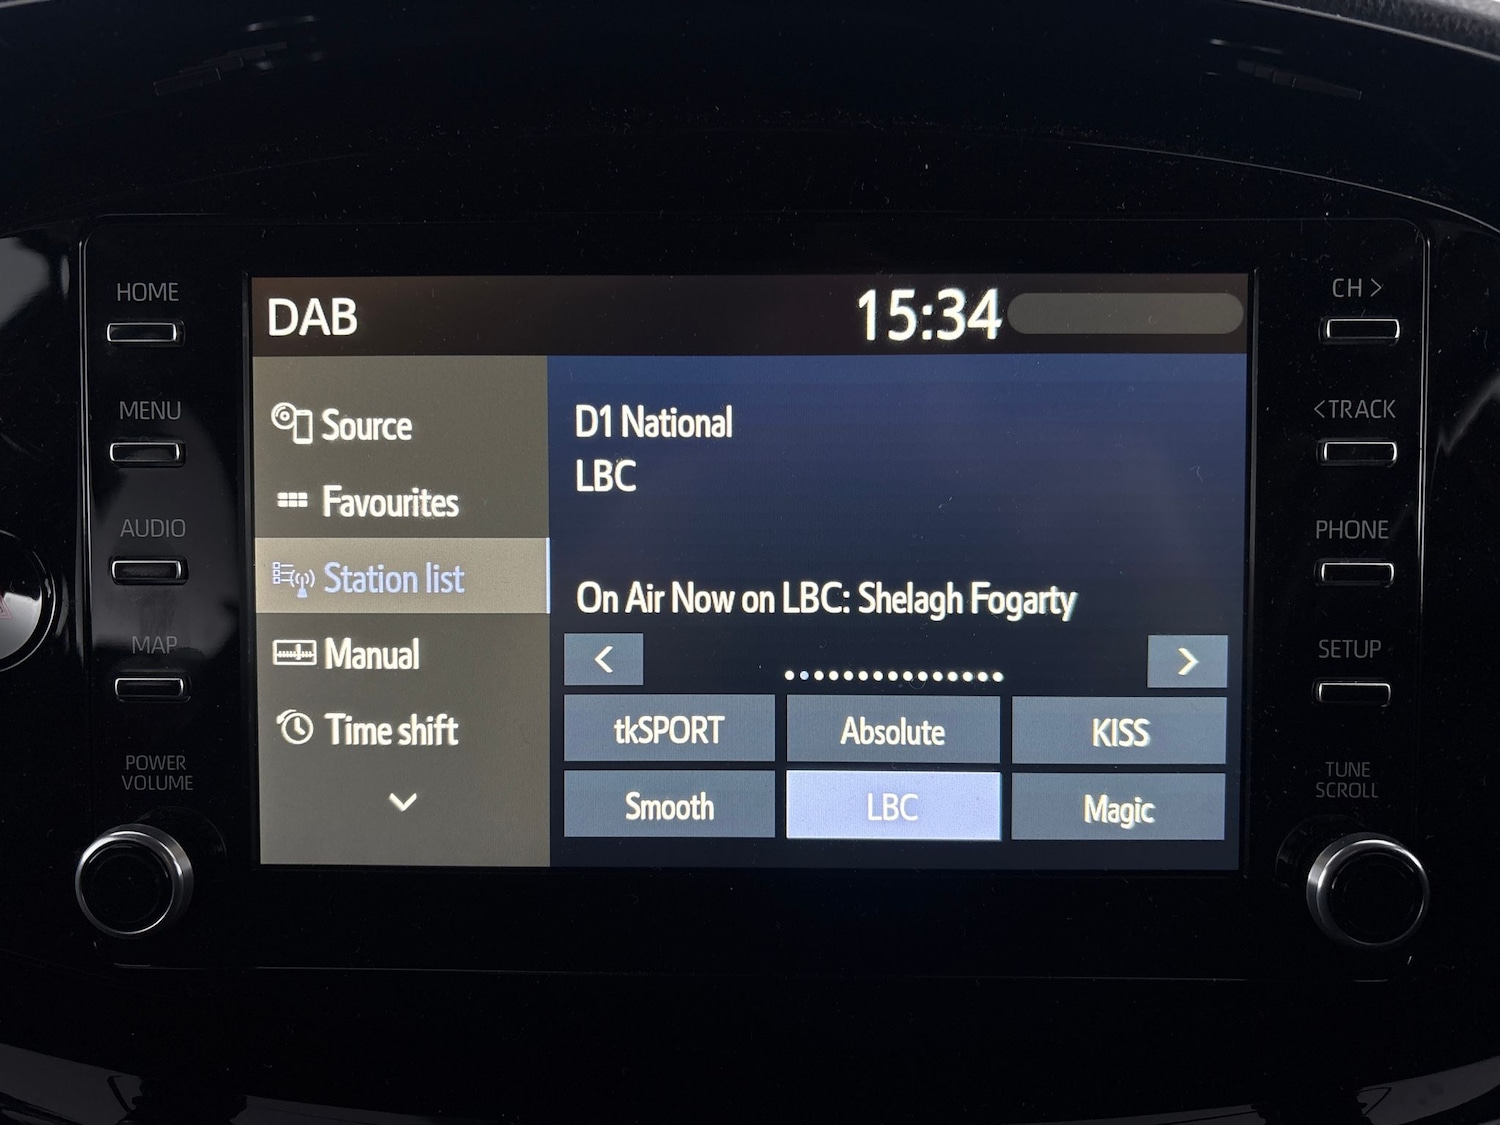 HOME
MENU
AUDIO
MAP
POWER
VOLUME
DAB
15:34
Source
Favourites
Station list
Manual
Time shift
D1 National
LBC
On Air Now on LBC: Shelagh Fogarty
<
>
tkSPORT
Absolute
KISS
Smooth
LBC
Magic
CH >
<TRACK
PHONE
SETUP
TUNE
SCROLL